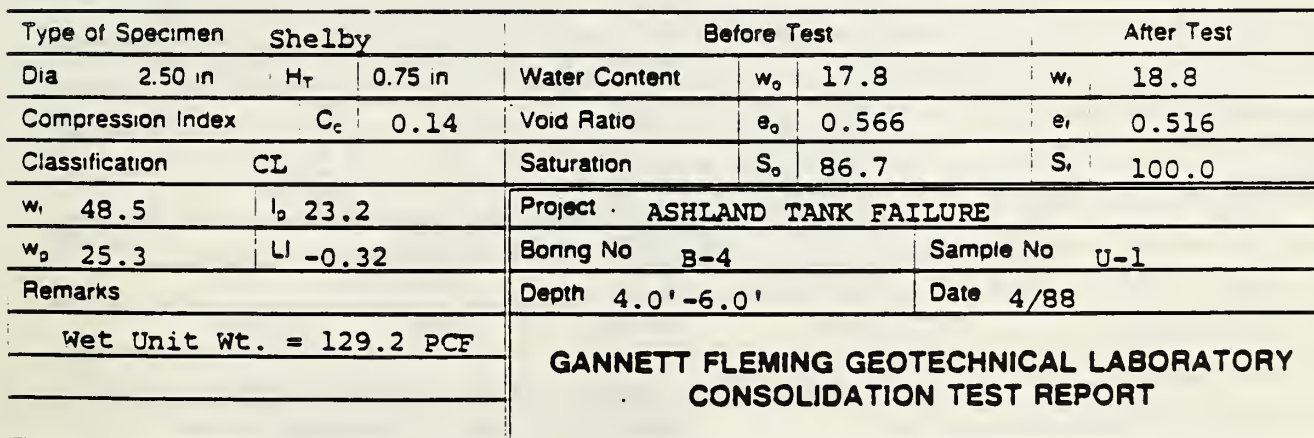 Type of Specimen Shelby Before Test After Test
Dia 2.50 in H_T 0.75 in Water Content w_o 17.8 w_f 18.8
Compression Index C_c 0.14 Void Ratio e_o 0.566 e_f 0.516
Classification CL Saturation S_o 86.7 S_f 100.0
w_l 48.5 I_p 23.2 Project ASHLAND TANK FAILURE
w_p 25.3 LI -0.32 Boring No B-4 Sample No U-1
Remarks Depth 4.0'-6.0' Date 4/88
Wet Unit Wt. = 129.2 PCF
GANNETT FLEMING GEOTECHNICAL LABORATORY
CONSOLIDATION TEST REPORT